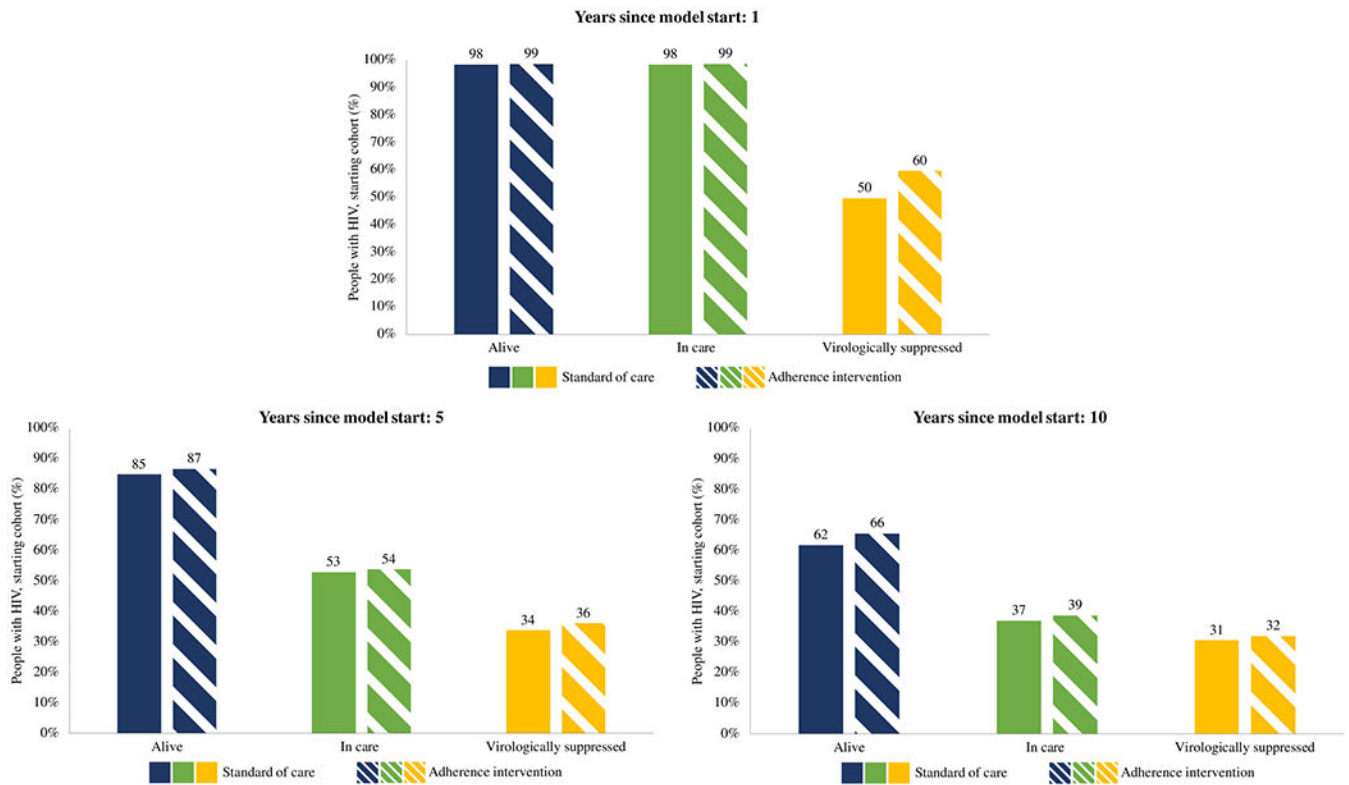 Years since model start: 1
People with HIV, starting cohort (%)
100%
90%
80%
70%
60%
50%
40%
30%
20%
10%
0%
98 99 98 99 50 60
Alive In care Virologically suppressed
Standard of care Adherence intervention
Years since model start: 5
People with HIV, starting cohort (%)
100%
90%
80%
70%
60%
50%
40%
30%
20%
10%
0%
85 87 53 54 34 36
Alive In care Virologically suppressed
Standard of care Adherence intervention
Years since model start: 10
People with HIV, starting cohort (%)
100%
90%
80%
70%
60%
50%
40%
30%
20%
10%
0%
62 66 37 39 31 32
Alive In care Virologically suppressed
Standard of care Adherence intervention